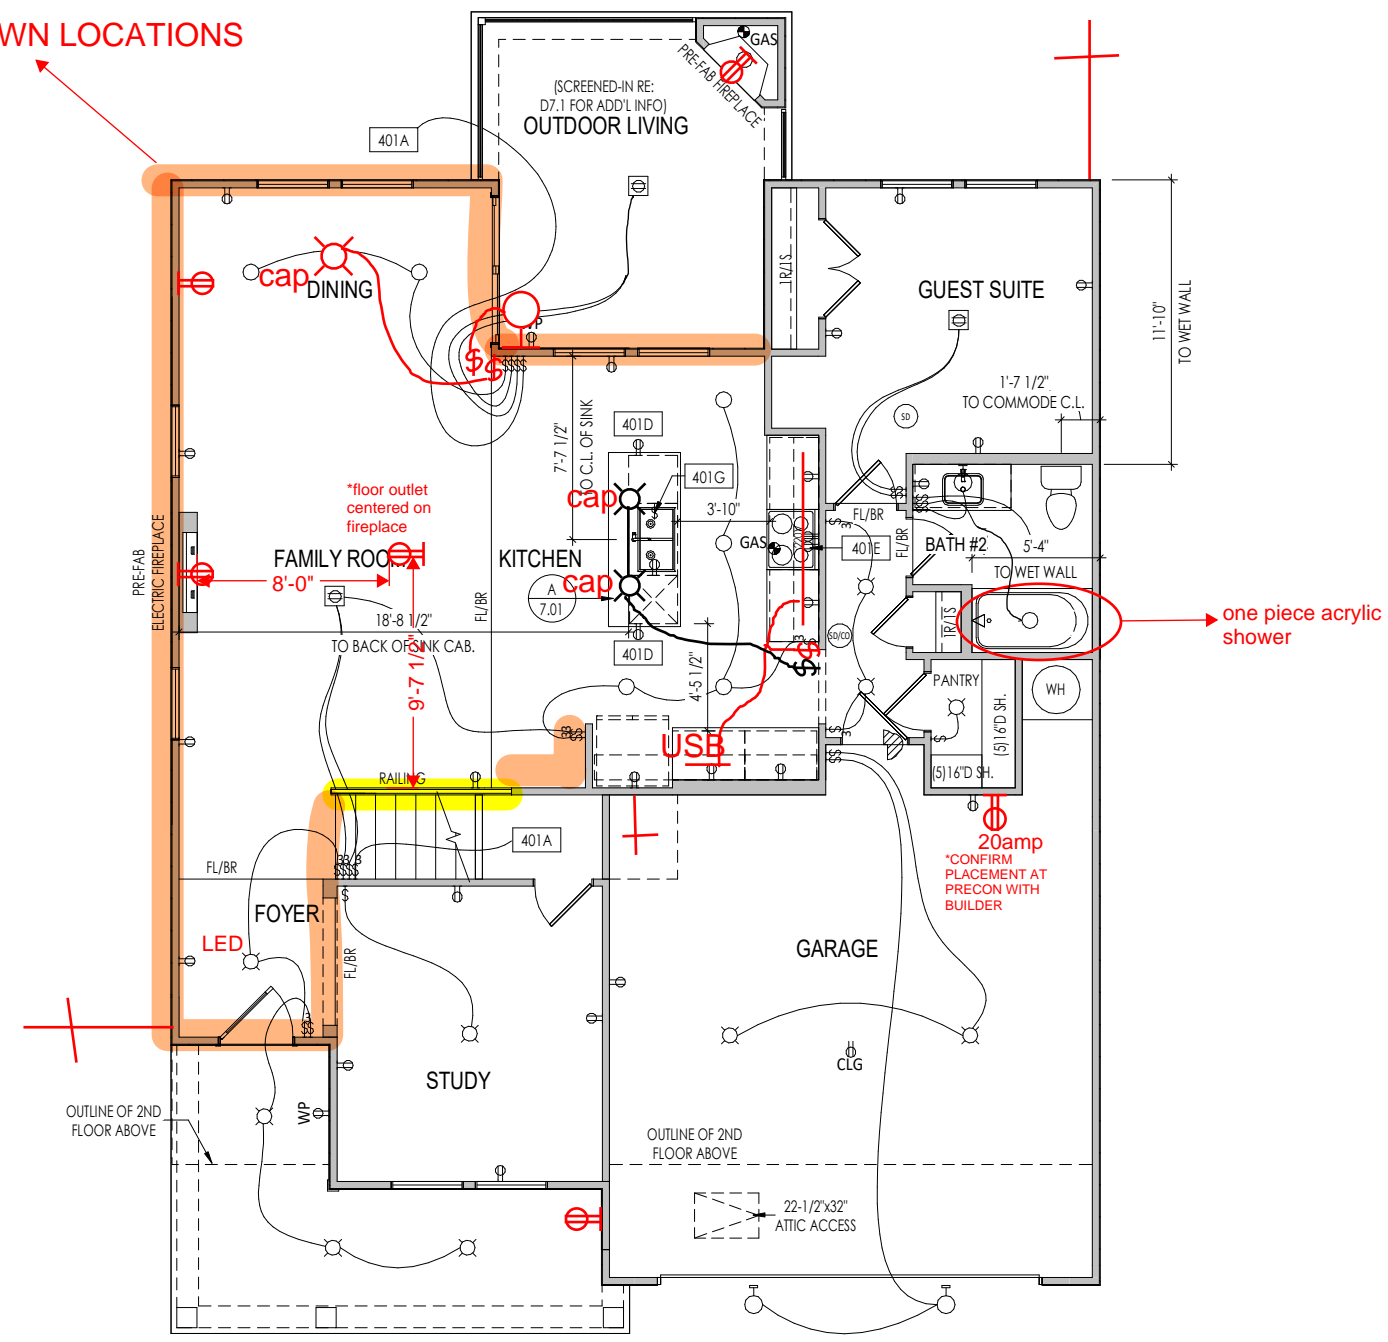 WN LOCATIONS
GAS
PRE-FAB FIREPLACE
(SCREENED-IN RE:
D7.1 FOR ADD'L INFO)
OUTDOOR LIVING
401A
cap
DINING
1R/1S
GUEST SUITE
11'-10"
TO WET WALL
1'-7 1/2"
TO COMMODE C.L.
SD
$$
SSSS
7'-7 1/2"
TO C.L. OF SINK
401D
401G
cap
3'-10"
*floor outlet
centered on
fireplace
PRE-FAB
ELECTRIC FIREPLACE
FAMILY ROOM
8'-0"
KITCHEN
GAS
401E
FL/BR
FL/BR
BATH #2
5'-4"
TO WET WALL
cap
A
7.01
FL/BR
18'-8 1/2"
TO BACK OF SINK CAB.
9'-7 1/2"
401D
4'-5 1/2"
SD/CO
1R/1S
one piece acrylic
shower
PANTRY
WH
(5)16"D SH.
(5)16"D SH.
USB
RAILING
401A
20amp
*CONFIRM
PLACEMENT AT
PRECON WITH
BUILDER
FL/BR
FOYER
LED
FL/BR
GARAGE
CLG
STUDY
WP
OUTLINE OF 2ND
FLOOR ABOVE
OUTLINE OF 2ND
FLOOR ABOVE
22-1/2"x32"
ATTIC ACCESS